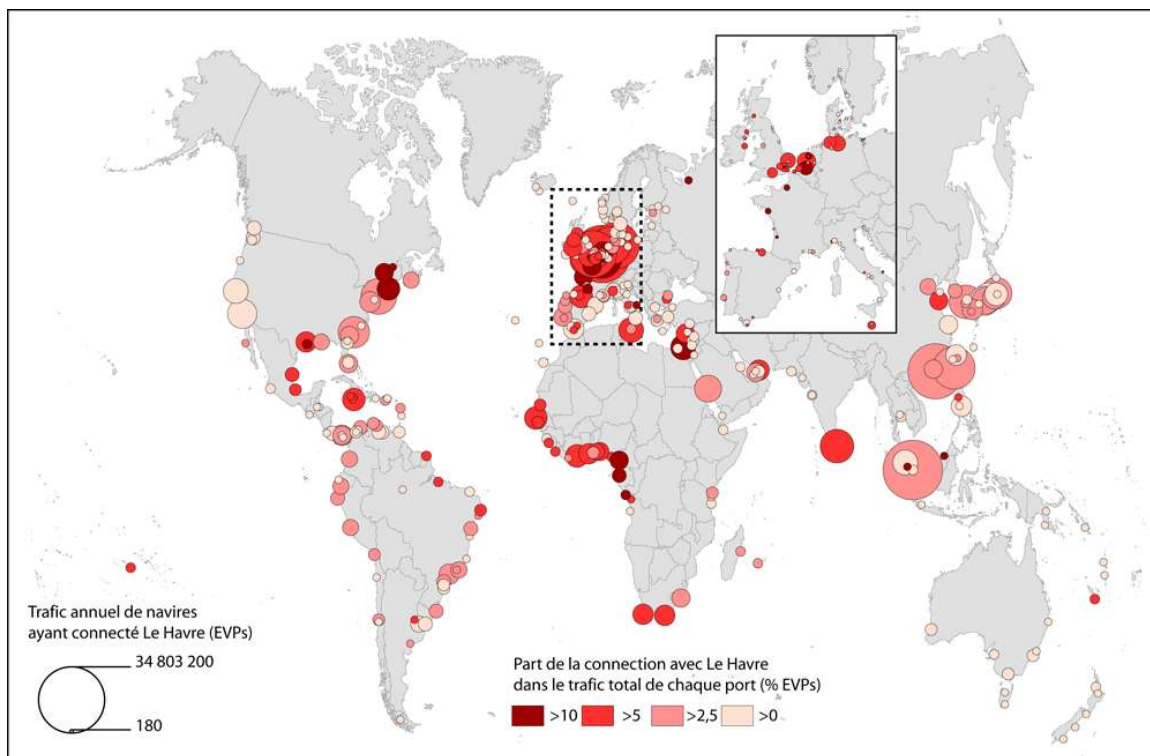 Trafic annuel de navires
ayant connecté Le Havre (EVPs)
34 803 200
180
Part de la connection avec Le Havre
dans le trafic total de chaque port (% EVPs)
>10
>5
>2,5
>0